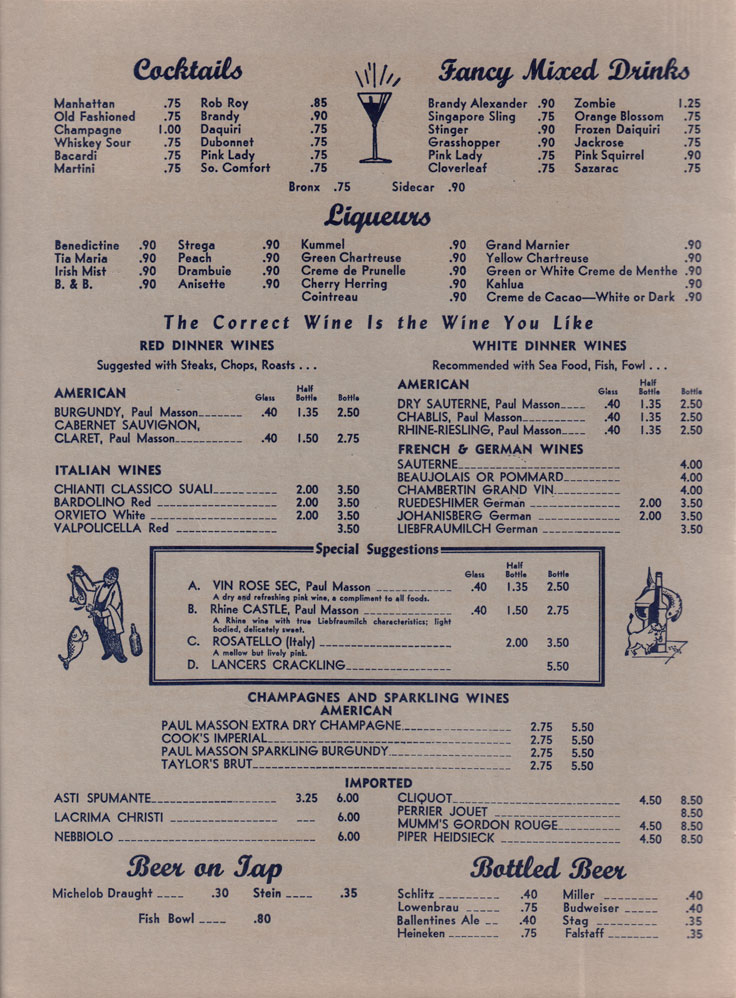 Cocktails
Manhattan .75 Rob Roy .85
Old Fashioned .75 Brandy .90
Champagne 1.00 Daquiri .75
Whiskey Sour .75 Dubonnet .75
Bacardi .75 Pink Lady .75
Martini .75 So. Comfort .75
Fancy Mixed Drinks
Brandy Alexander .90 Zombie 1.25
Singapore Sling .75 Orange Blossom .75
Stinger .90 Frozen Daiquiri .75
Grasshopper .90 Jackrose .75
Pink Lady .75 Pink Squirrel .90
Cloverleaf .75 Sazarac .75
Bronx .75 Sidecar .90
Liqueurs
Benedictine .90 Strega .90 Kummel .90 Grand Marnier .90
Tia Maria .90 Peach .90 Green Chartreuse .90 Yellow Chartreuse .90
Irish Mist .90 Drambuie .90 Creme de Prunelle .90 Green or White Creme de Menthe .90
B. & B. .90 Anisette .90 Cherry Herring .90 Kahlua .90
Cointreau .90 Creme de Cacao—White or Dark .90
The Correct Wine Is the Wine You Like
RED DINNER WINES
Suggested with Steaks, Chops, Roasts . . .
AMERICAN Glass Half Bottle Bottle
BURGUNDY, Paul Masson .40 1.35 2.50
CABERNET SAUVIGNON,
CLARET, Paul Masson .40 1.50 2.75
ITALIAN WINES
CHIANTI CLASSICO SUALI 2.00 3.50
BARDOLINO Red 2.00 3.50
ORVIETO White 2.00 3.50
VALPOLICELLA Red 3.50
WHITE DINNER WINES
Recommended with Sea Food, Fish, Fowl . . .
AMERICAN Glass Half Bottle Bottle
DRY SAUTERNE, Paul Masson .40 1.35 2.50
CHABLIS, Paul Masson .40 1.35 2.50
RHINE-RIESLING, Paul Masson .40 1.35 2.50
FRENCH & GERMAN WINES
SAUTERNE 4.00
BEAUJOLAIS OR POMMARD 4.00
CHAMBERTIN GRAND VIN 4.00
RUEDESHIMER German 2.00 3.50
JOHANISBERG German 2.00 3.50
LIEBFRAUMILCH German 3.50
Special Suggestions
Glass Half Bottle Bottle
A. VIN ROSE SEC, Paul Masson .40 1.35 2.50
A dry and refreshing pink wine, a compliment to all foods.
B. Rhine CASTLE, Paul Masson .40 1.50 2.75
A Rhine wine with true Liebfraumilch characteristics; light
bodied, delicately sweet.
C. ROSATELLO (Italy) 2.00 3.50
A mellow but lively pink.
D. LANCERS CRACKLING 5.50
CHAMPAGNES AND SPARKLING WINES
AMERICAN
PAUL MASSON EXTRA DRY CHAMPAGNE 2.75 5.50
COOK'S IMPERIAL 2.75 5.50
PAUL MASSON SPARKLING BURGUNDY 2.75 5.50
TAYLOR'S BRUT 2.75 5.50
IMPORTED
ASTI SPUMANTE 3.25 6.00
LACRIMA CHRISTI --- 6.00
NEBBIOLO 6.00
CLIQUOT 4.50 8.50
PERRIER JOUET 8.50
MUMM'S GORDON ROUGE 4.50 8.50
PIPER HEIDSIECK 4.50 8.50
Beer on Tap
Michelob Draught .30 Stein .35
Fish Bowl .80
Bottled Beer
Schlitz .40 Miller .40
Lowenbrau .75 Budweiser .40
Ballentines Ale .40 Stag .35
Heineken .75 Falstaff .35